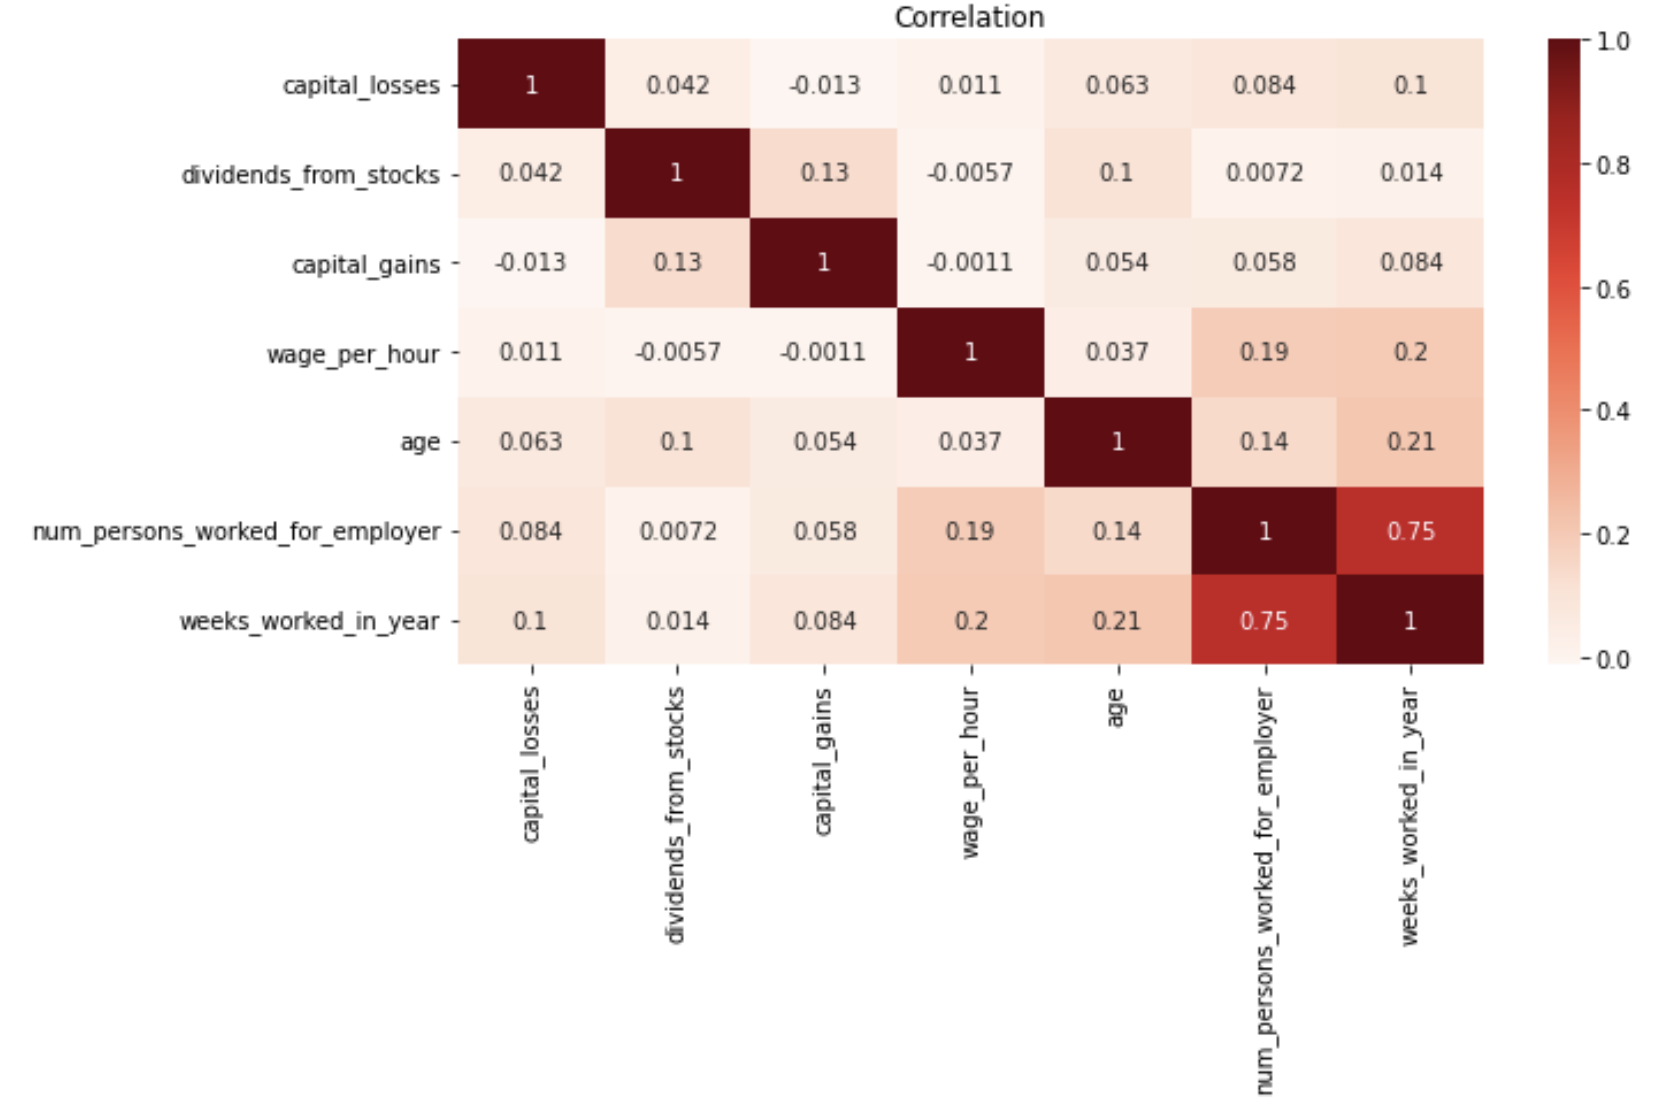 Correlation
capital_losses 1 0.042 -0.013 0.011 0.063 0.084 0.1
dividends_from_stocks 0.042 1 0.13 -0.0057 0.1 0.0072 0.014
capital_gains -0.013 0.13 1 -0.0011 0.054 0.058 0.084
wage_per_hour 0.011 -0.0057 -0.0011 1 0.037 0.19 0.2
age 0.063 0.1 0.054 0.037 1 0.14 0.21
num_persons_worked_for_employer 0.084 0.0072 0.058 0.19 0.14 1 0.75
weeks_worked_in_year 0.1 0.014 0.084 0.2 0.21 0.75 1
capital_losses
dividends_from_stocks
capital_gains
wage_per_hour
age
num_persons_worked_for_employer
weeks_worked_in_year
1.0
0.8
0.6
0.4
0.2
0.0